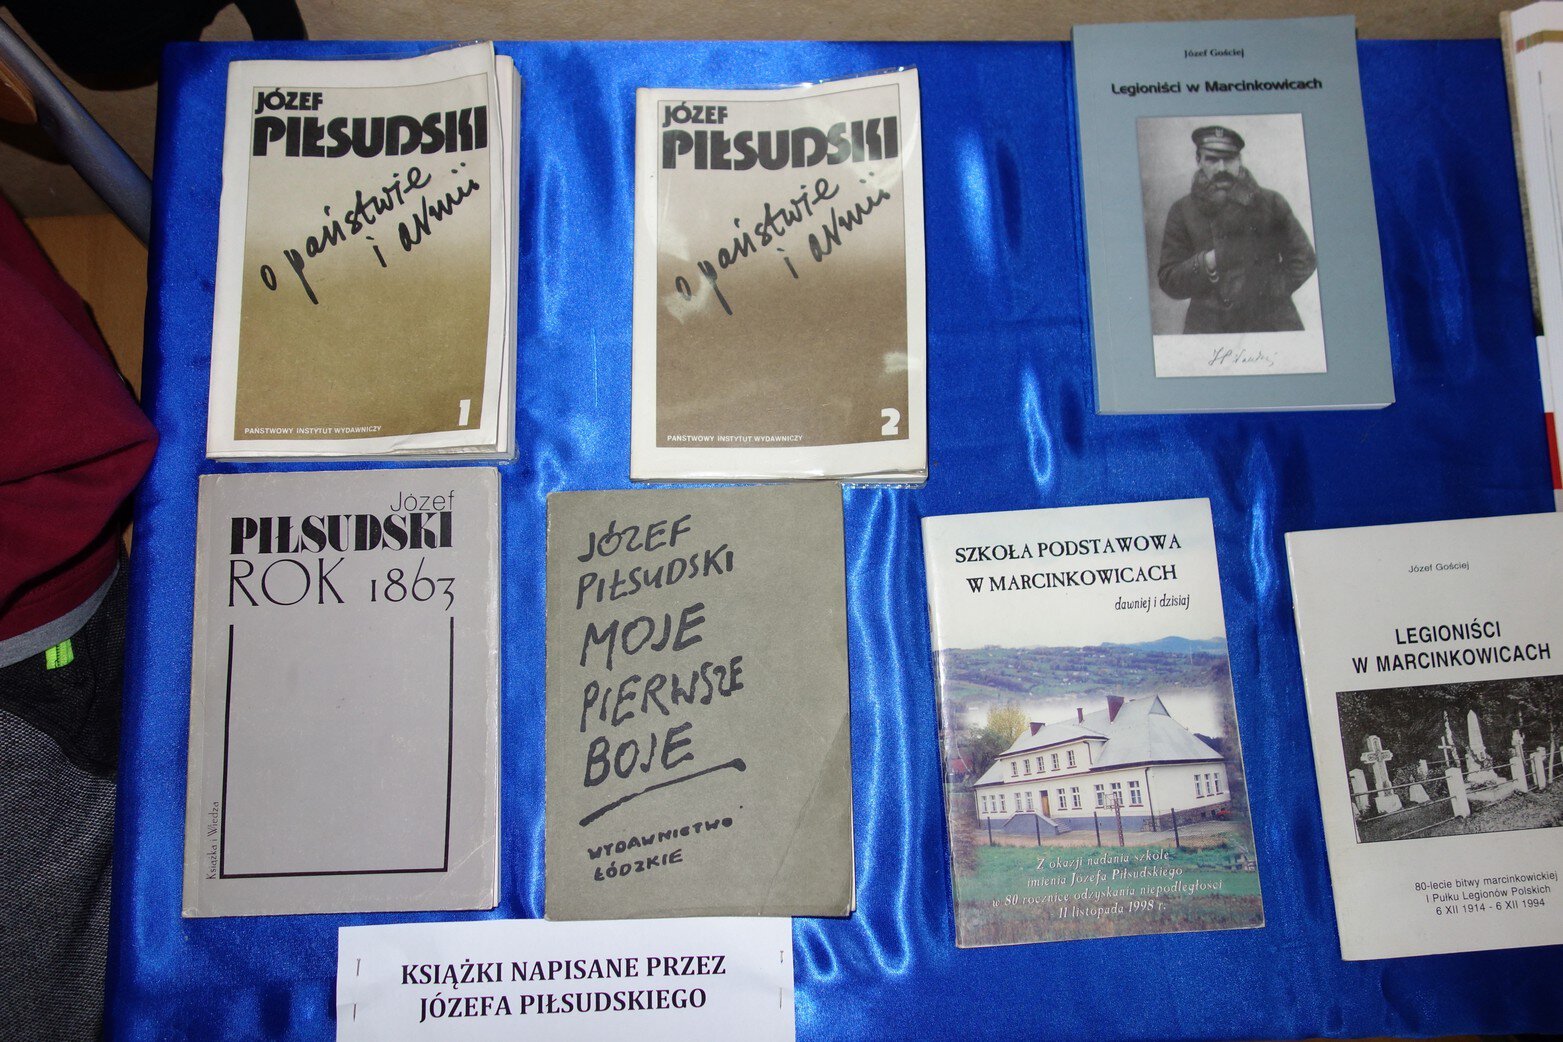 JÓZEF
PIŁSUDSKI
o państwie
i armii
1
PAŃSTWOWY INSTYTUT WYDAWNICZY
JÓZEF
PIŁSUDSKI
o państwie
i armii
2
PAŃSTWOWY INSTYTUT WYDAWNICZY
Józef Gościej
Legioniści w Marcinkowicach
Józef
PIŁSUDSKI
ROK 1863
Książka i Wiedza
JÓZEF
PIŁSUDSKI
MOJE
PIERWSZE
BOJE
WYDAWNICTWO
ŁÓDZKIE
SZKOŁA PODSTAWOWA
W MARCINKOWICACH
dawniej i dzisiaj
Z okazji nadania szkole
imienia Józefa Piłsudskiego
w 80 rocznicę odzyskania niepodległości
11 listopada 1998 r.
Józef Gościej
LEGIONIŚCI
W MARCINKOWICACH
80-lecie bitwy marcinkowickiej
I Pułku Legionów Polskich
6 XII 1914 - 6 XII 1994
KSIĄŻKI NAPISANE PRZEZ
JÓZEFA PIŁSUDSKIEGO